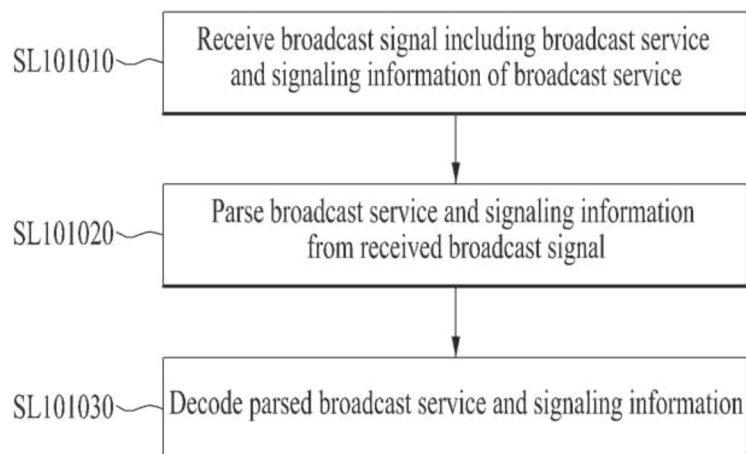 SL101010
Receive broadcast signal including broadcast service
and signaling information of broadcast service
SL101020
Parse broadcast service and signaling information
from received broadcast signal
SL101030
Decode parsed broadcast service and signaling information